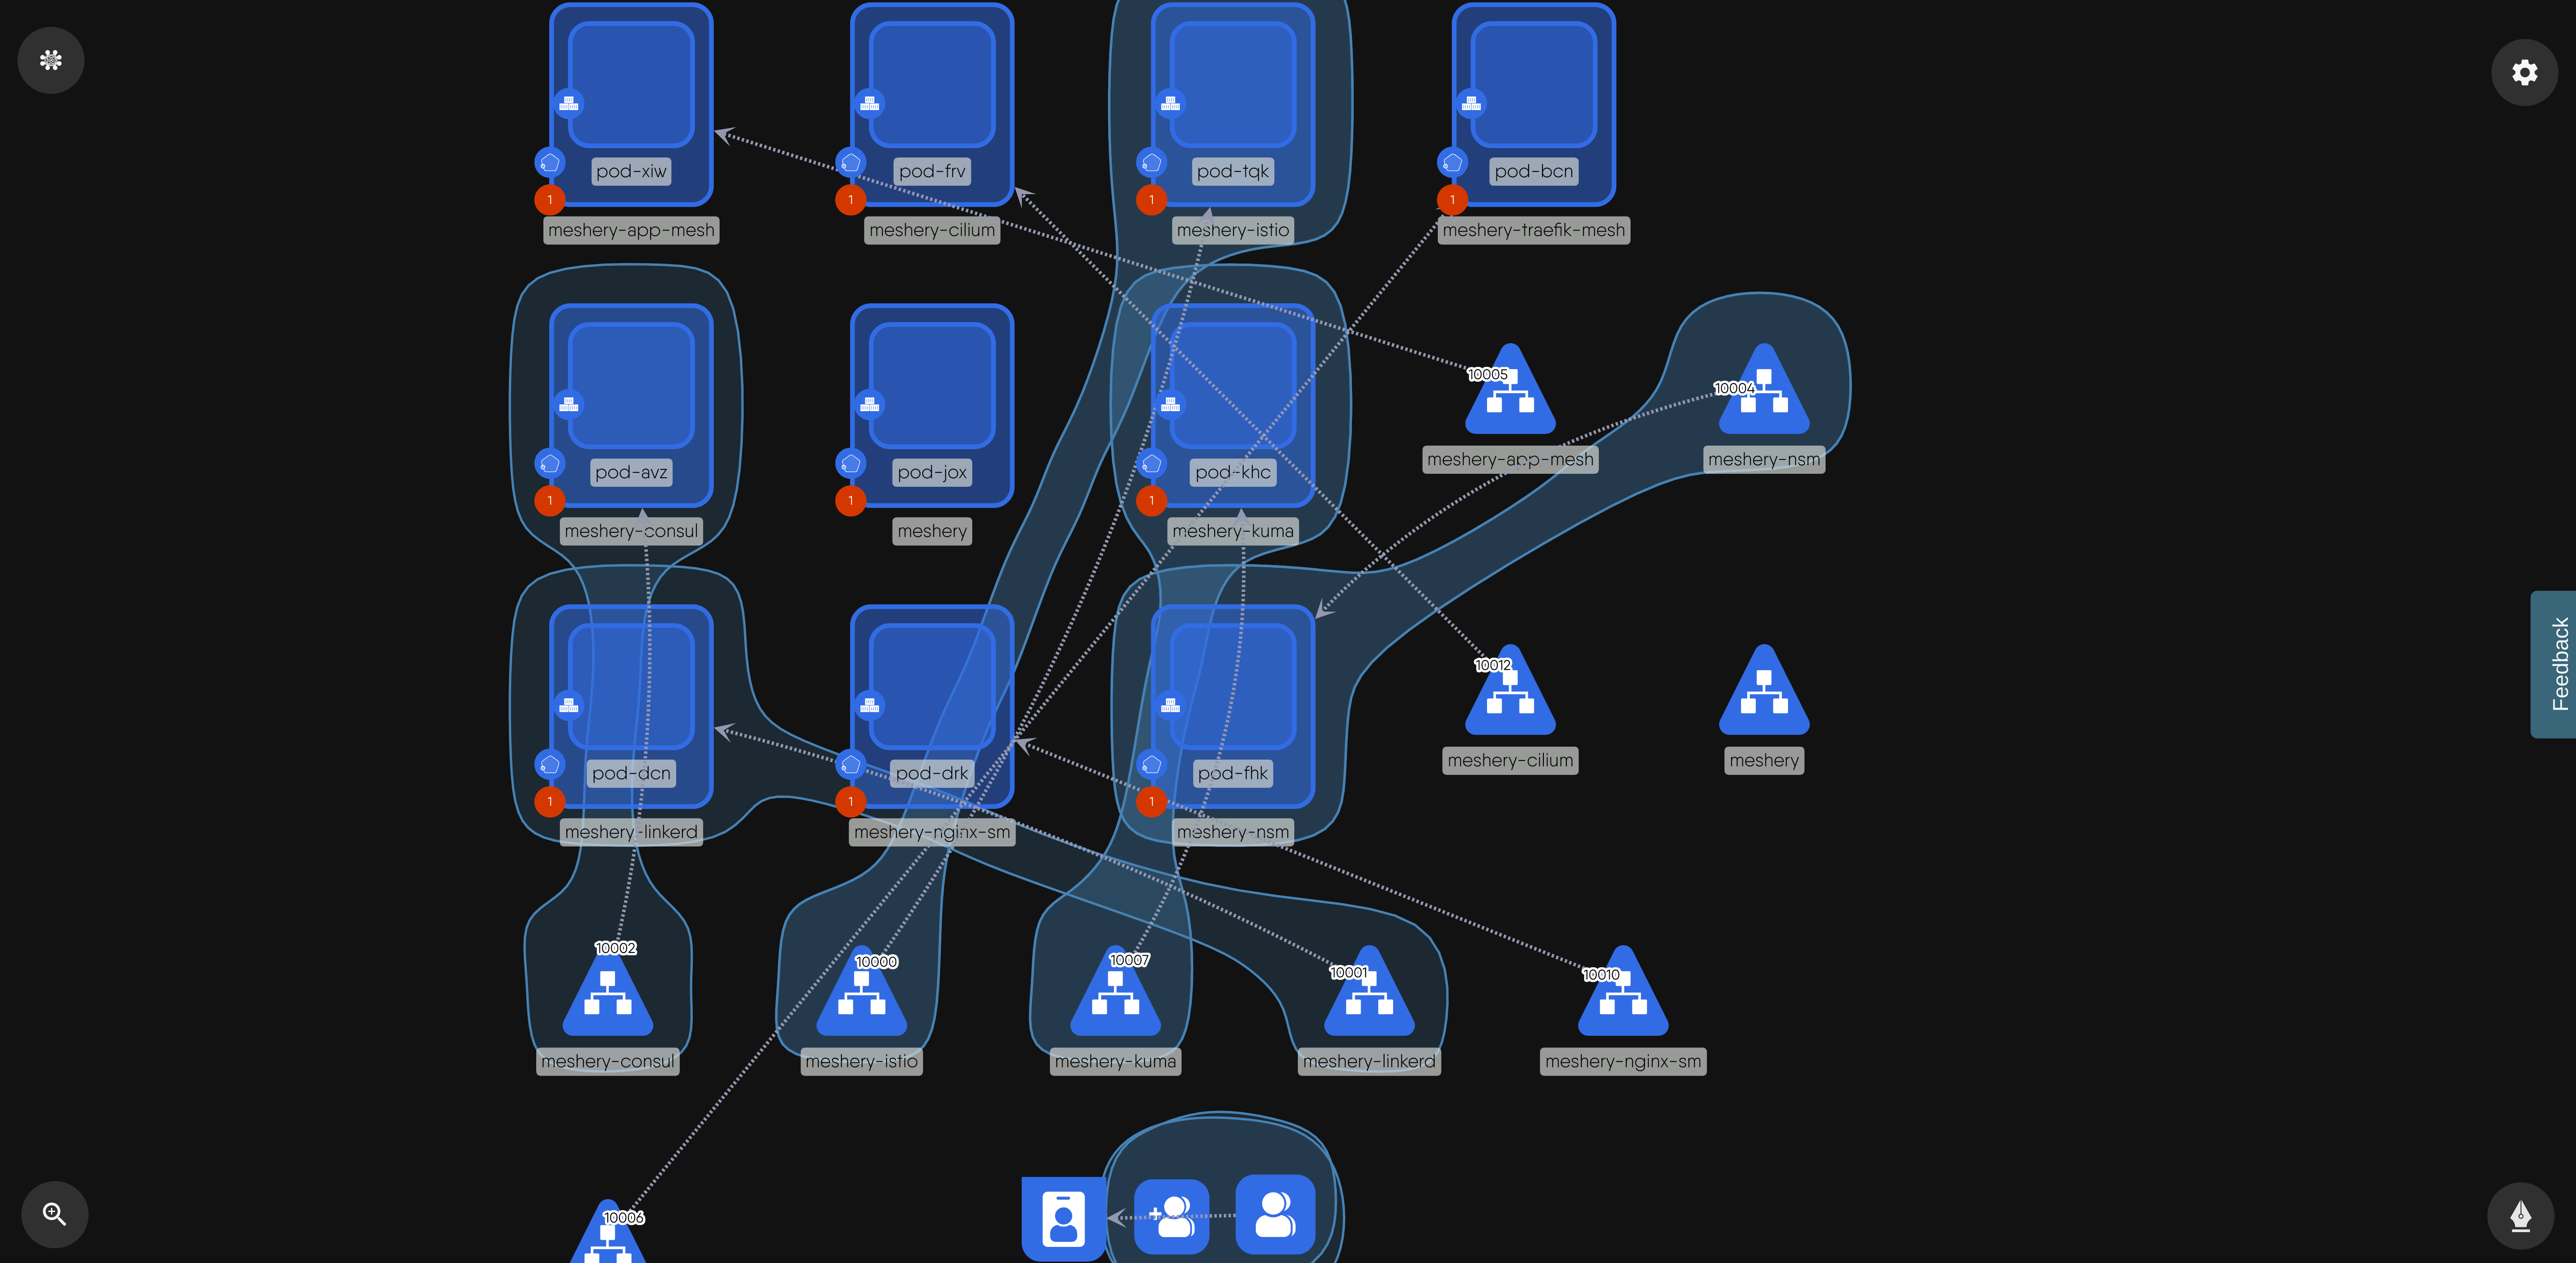 pod-xiw
pod-frv
pod-tqk
pod-bcn
1
1
1
1
meshery-app-mesh
meshery-cilium
meshery-istio
meshery-traefik-mesh
10005
10004
pod-avz
pod-jox
pod-khc
meshery-app-mesh
meshery-nsm
1
1
1
meshery-consul
meshery
meshery-kuma
10012
Feedback
pod-dcn
pod-drk
pod-fhk
meshery-cilium
meshery
1
1
1
meshery-linkerd
meshery-nginx-sm
meshery-nsm
10002
10000
10007
10001
10010
meshery-consul
meshery-istio
meshery-kuma
meshery-linkerd
meshery-nginx-sm
10006